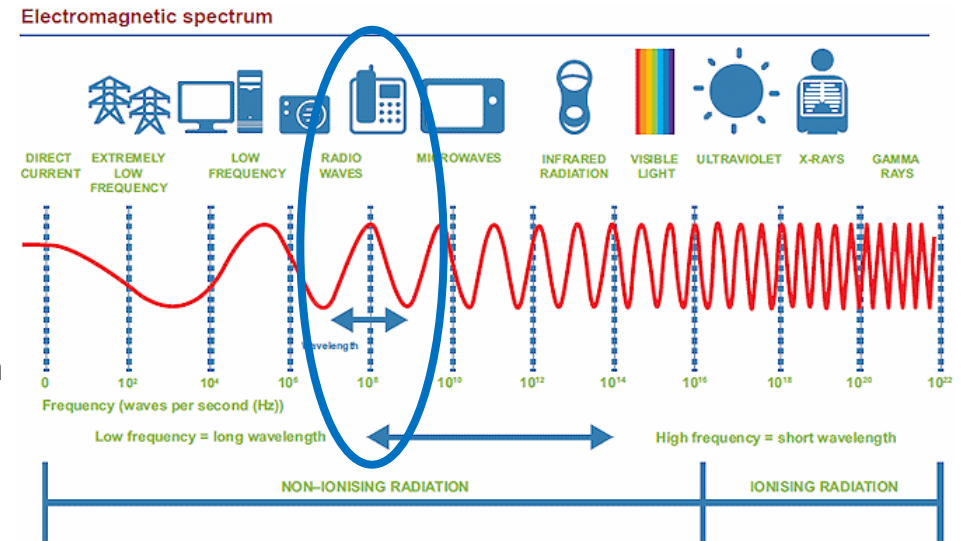 Electromagnetic spectrum
DIRECT CURRENT
EXTREMELY LOW FREQUENCY
LOW FREQUENCY
RADIO WAVES
MICROWAVES
INFRARED RADIATION
VISIBLE LIGHT
ULTRAVIOLET
X-RAYS
GAMMA RAYS
Wavelength
0 10² 10⁴ 10⁶ 10⁸ 10¹⁰ 10¹² 10¹⁴ 10¹⁶ 10¹⁸ 10²⁰ 10²²
Frequency (waves per second (Hz))
Low frequency = long wavelength
High frequency = short wavelength
NON–IONISING RADIATION
IONISING RADIATION